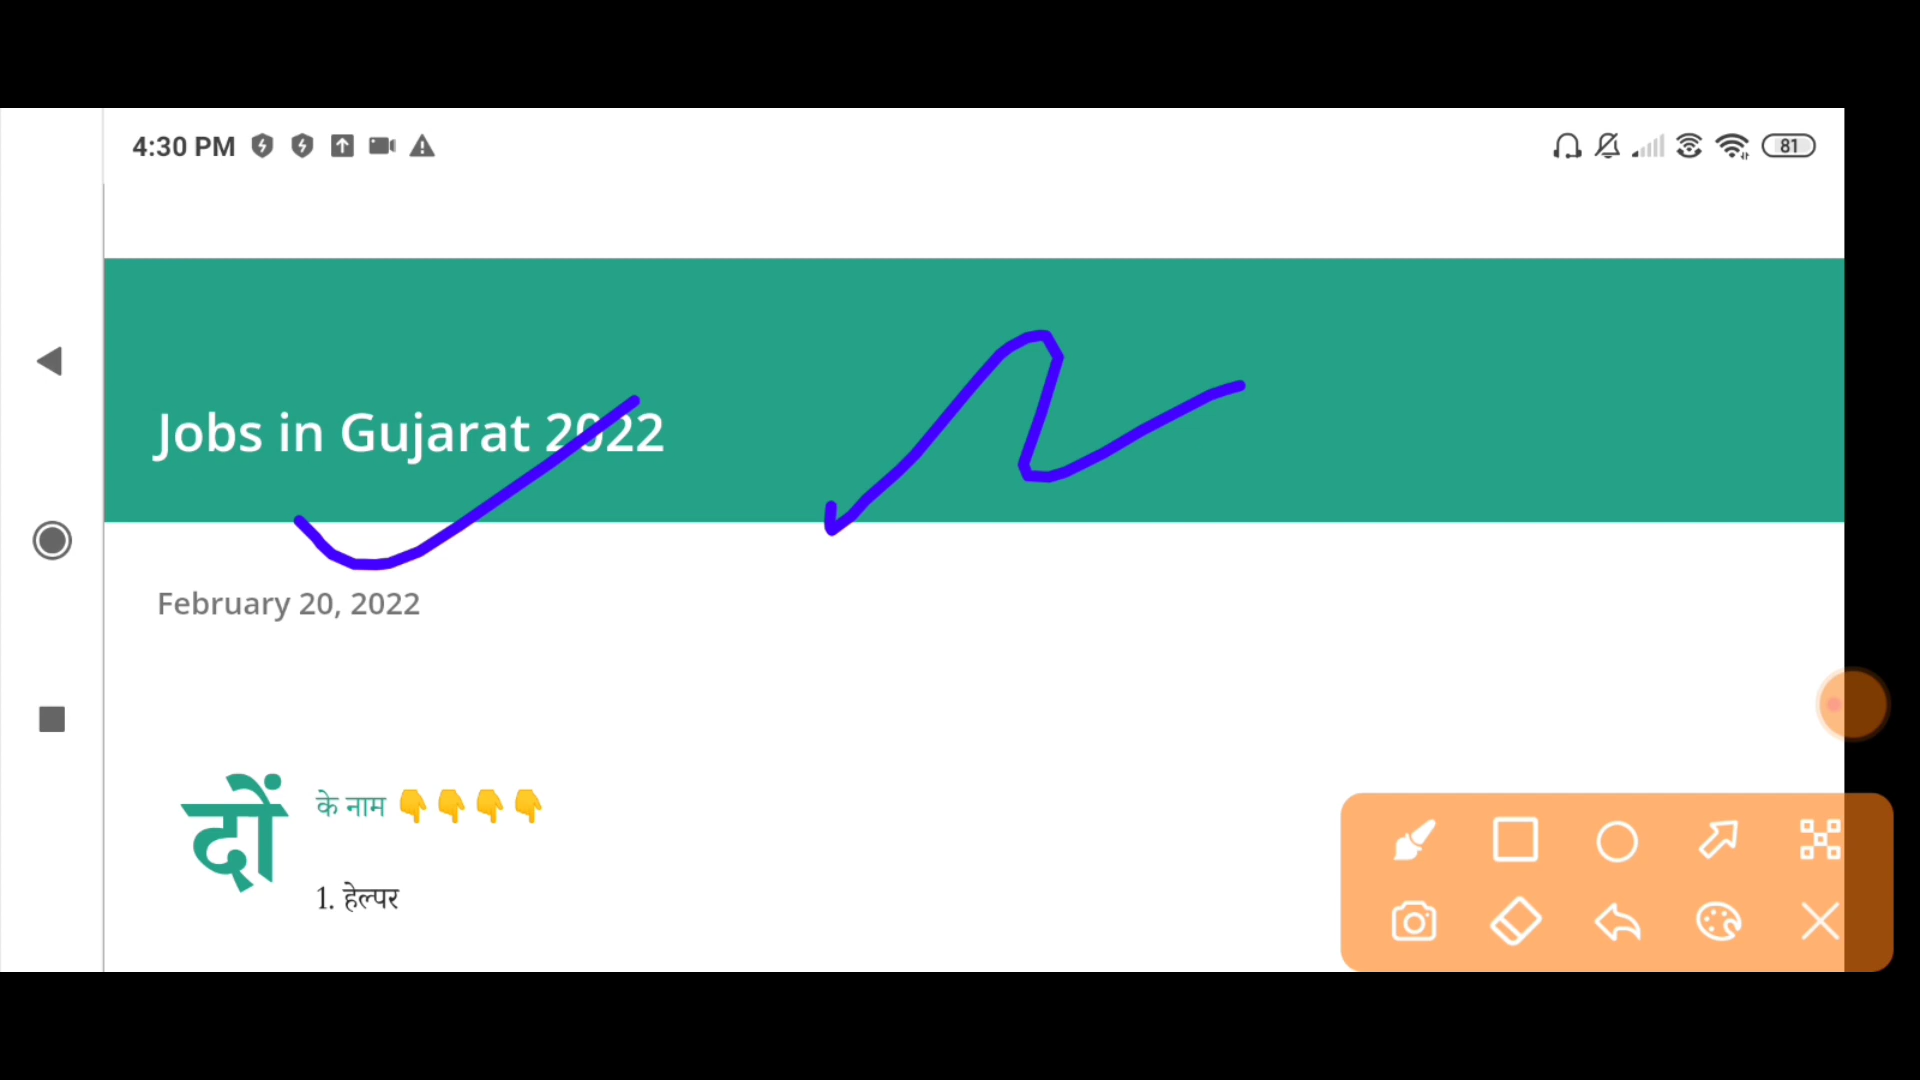 4:30 PM
81
Jobs in Gujarat 2022
February 20, 2022
दों के नाम 👇👇👇👇
1. हेल्पर